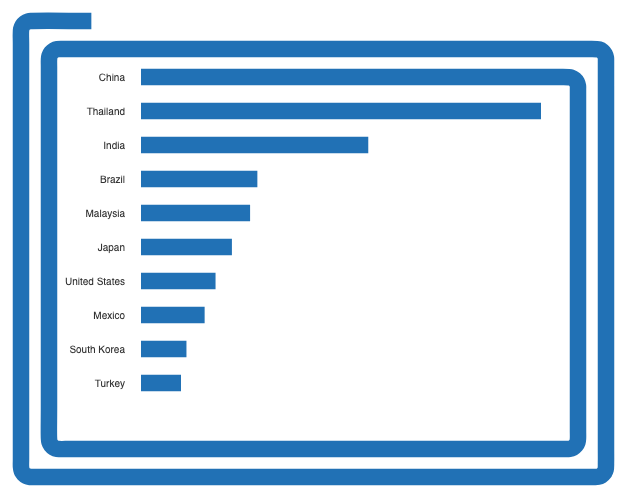 China
Thailand
India
Brazil
Malaysia
Japan
United States
Mexico
South Korea
Turkey